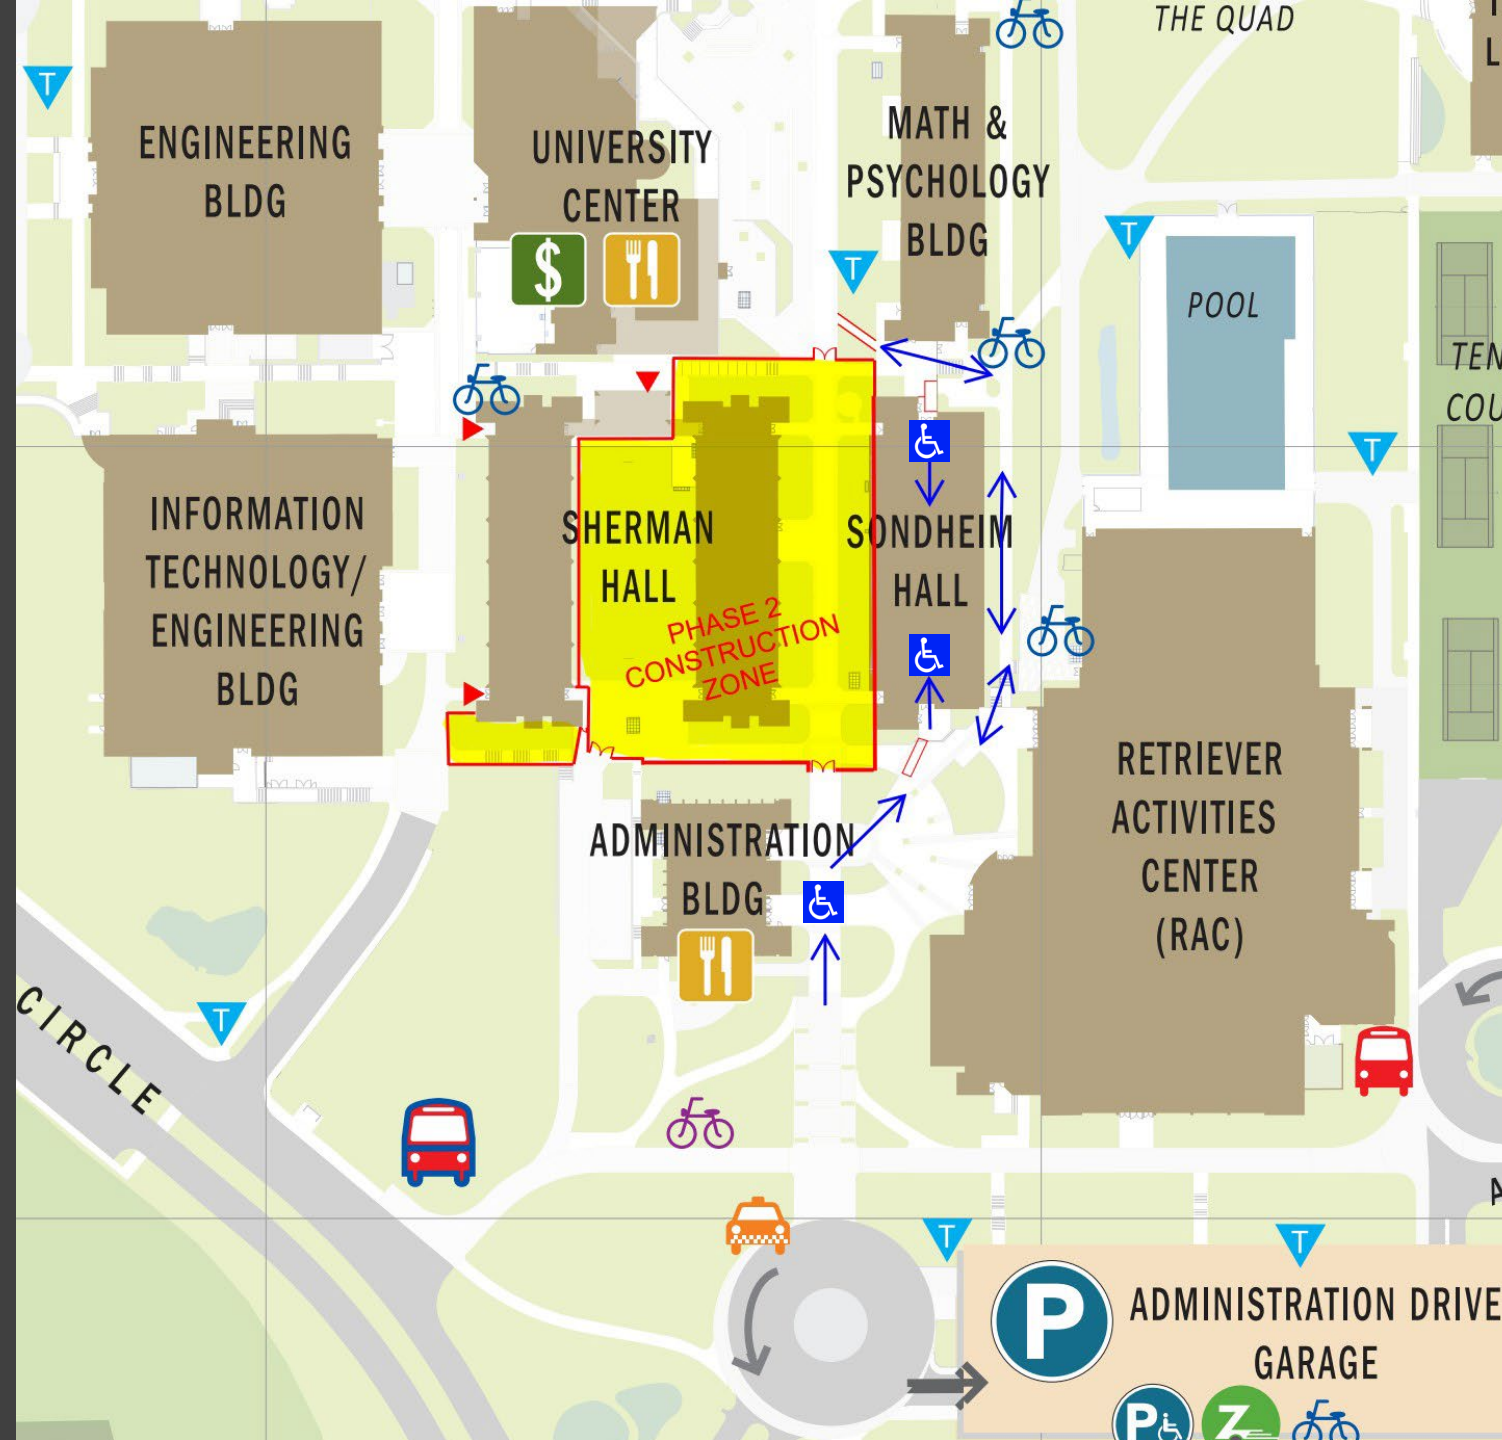 THE QUAD
T
ENGINEERING
BLDG
UNIVERSITY
CENTER
$
MATH &
PSYCHOLOGY
BLDG
T
T
POOL
TEN
COU
T
INFORMATION
TECHNOLOGY/
ENGINEERING
BLDG
SHERMAN
HALL
SONDHEIM
HALL
PHASE 2
CONSTRUCTION
ZONE
RETRIEVER
ACTIVITIES
CENTER
(RAC)
ADMINISTRATION
BLDG
CIRCLE
T
T
T
P
ADMINISTRATION DRIVE
GARAGE
P
Z